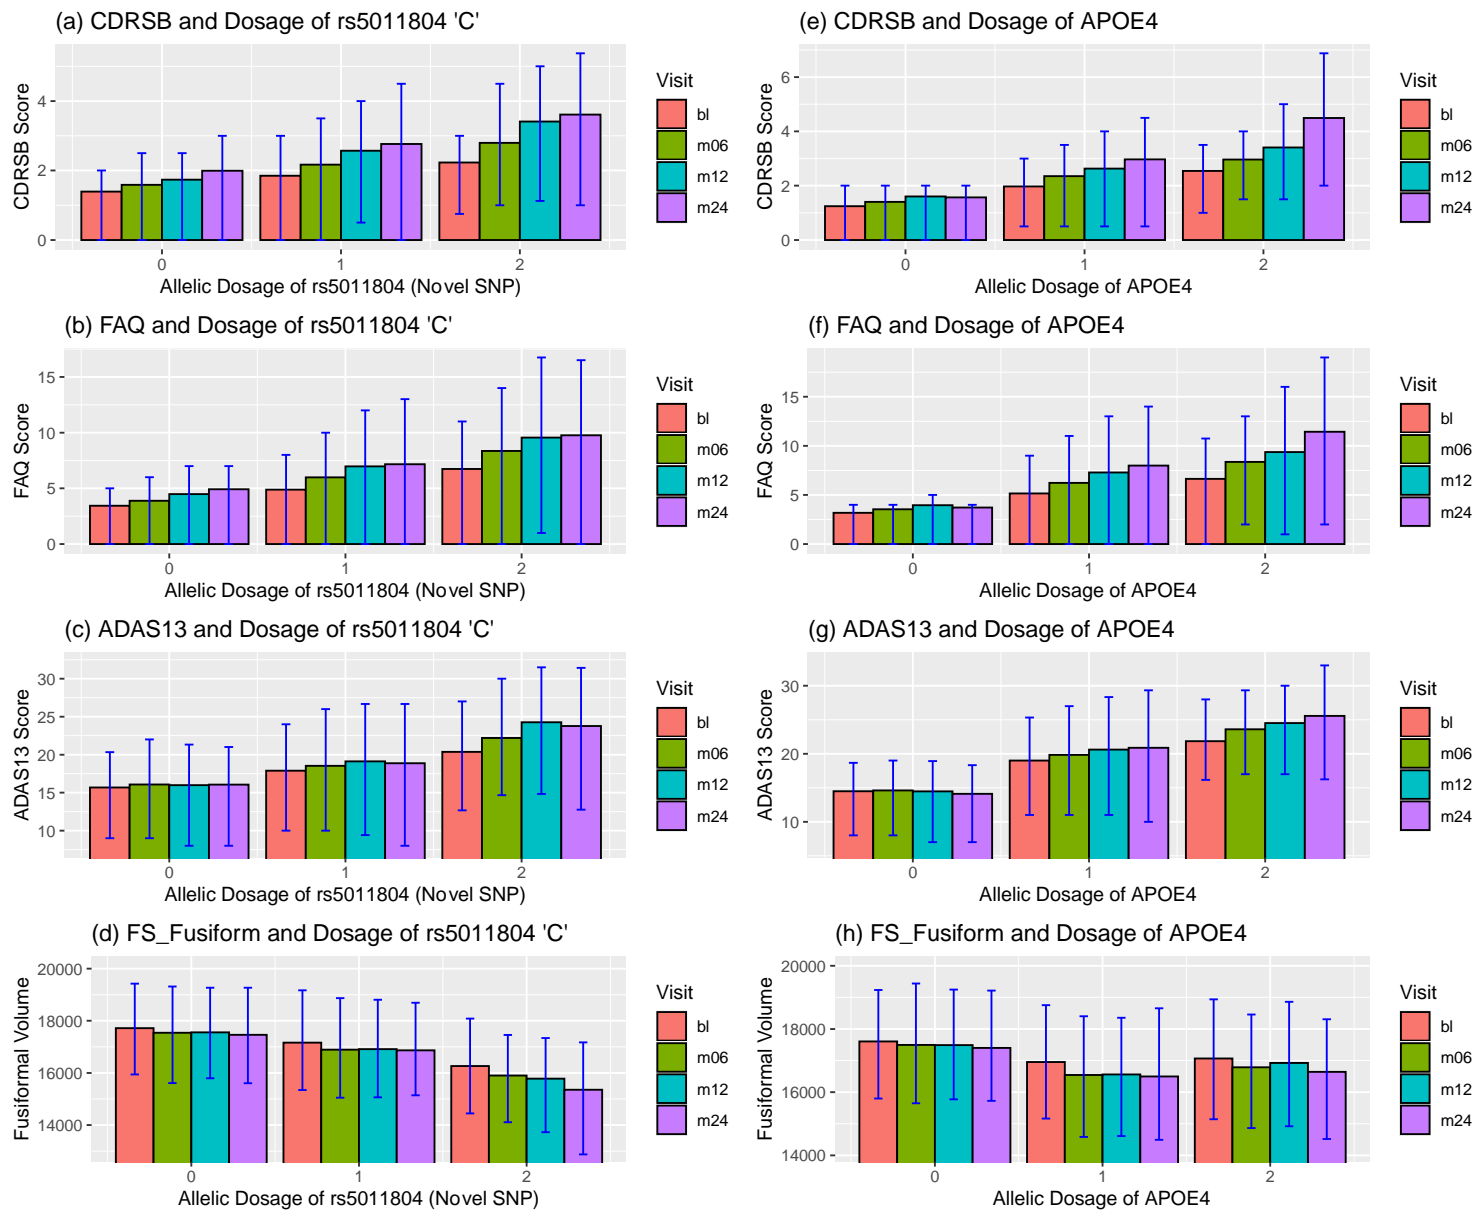 (a) CDRSB and Dosage of rs5011804 'C'
CDRSB Score
4
2
0
0 1 2
Allelic Dosage of rs5011804 (Novel SNP)
Visit
bl
m06
m12
m24
(e) CDRSB and Dosage of APOE4
CDRSB Score
6
4
2
0
0 1 2
Allelic Dosage of APOE4
Visit
bl
m06
m12
m24
(b) FAQ and Dosage of rs5011804 'C'
FAQ Score
15
10
5
0
0 1 2
Allelic Dosage of rs5011804 (Novel SNP)
Visit
bl
m06
m12
m24
(f) FAQ and Dosage of APOE4
FAQ Score
15
10
5
0
0 1 2
Allelic Dosage of APOE4
Visit
bl
m06
m12
m24
(c) ADAS13 and Dosage of rs5011804 'C'
ADAS13 Score
30
25
20
15
10
0 1 2
Allelic Dosage of rs5011804 (Novel SNP)
Visit
bl
m06
m12
m24
(g) ADAS13 and Dosage of APOE4
ADAS13 Score
30
20
10
0 1 2
Allelic Dosage of APOE4
Visit
bl
m06
m12
m24
(d) FS_Fusiform and Dosage of rs5011804 'C'
Fusiformal Volume
20000
18000
16000
14000
0 1 2
Allelic Dosage of rs5011804 (Novel SNP)
Visit
bl
m06
m12
m24
(h) FS_Fusiform and Dosage of APOE4
Fusiformal Volume
20000
18000
16000
14000
0 1 2
Allelic Dosage of APOE4
Visit
bl
m06
m12
m24